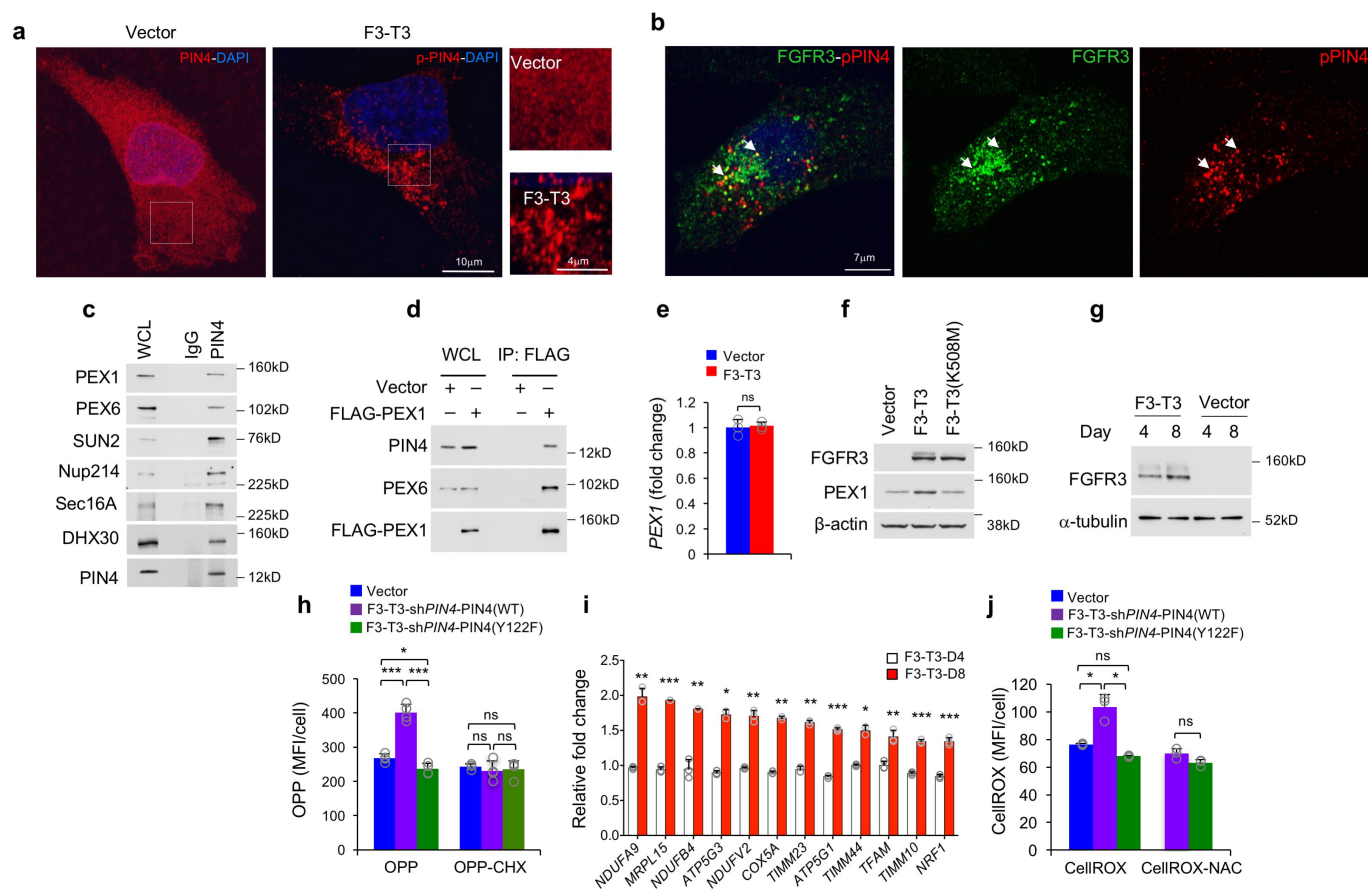 a
Vector
F3-T3
PIN4-DAPI
p-PIN4-DAPI
Vector
F3-T3
10μm
4μm
b
FGFR3-pPIN4
FGFR3
pPIN4
7μm
c
WCL
IgG
PIN4
PEX1
160kD
PEX6
102kD
SUN2
76kD
Nup214
225kD
Sec16A
225kD
DHX30
160kD
PIN4
12kD
d
WCL
IP: FLAG
Vector + – + –
FLAG-PEX1 – + – +
PIN4
12kD
PEX6
102kD
FLAG-PEX1
160kD
e
Vector
F3-T3
ns
PEX1 (fold change)
1.2
1
0.8
0.6
0.4
0.2
0
f
Vector
F3-T3
F3-T3(K508M)
FGFR3
160kD
PEX1
160kD
β-actin
38kD
g
F3-T3 Vector
Day 4 8 4 8
FGFR3
160kD
α-tubulin
52kD
h
Vector
F3-T3-shPIN4-PIN4(WT)
F3-T3-shPIN4-PIN4(Y122F)
OPP (MFI/cell)
500
400
300
200
100
0
*
*** ***
ns
ns ns
OPP OPP-CHX
i
F3-T3-D4
F3-T3-D8
Relative fold change
2.5
2.0
1.5
1.0
0.5
0.0
** *** ** * ** ** ** *** * ** *** ***
NDUFA9
MRPL15
NDUFB4
ATP5G3
NDUFV2
COX5A
TIMM23
ATP5G1
TIMM44
TFAM
TIMM10
NRF1
j
Vector
F3-T3-shPIN4-PIN4(WT)
F3-T3-shPIN4-PIN4(Y122F)
CellROX (MFI/cell)
120
100
80
60
40
20
0
ns
* *
ns
CellROX CellROX-NAC